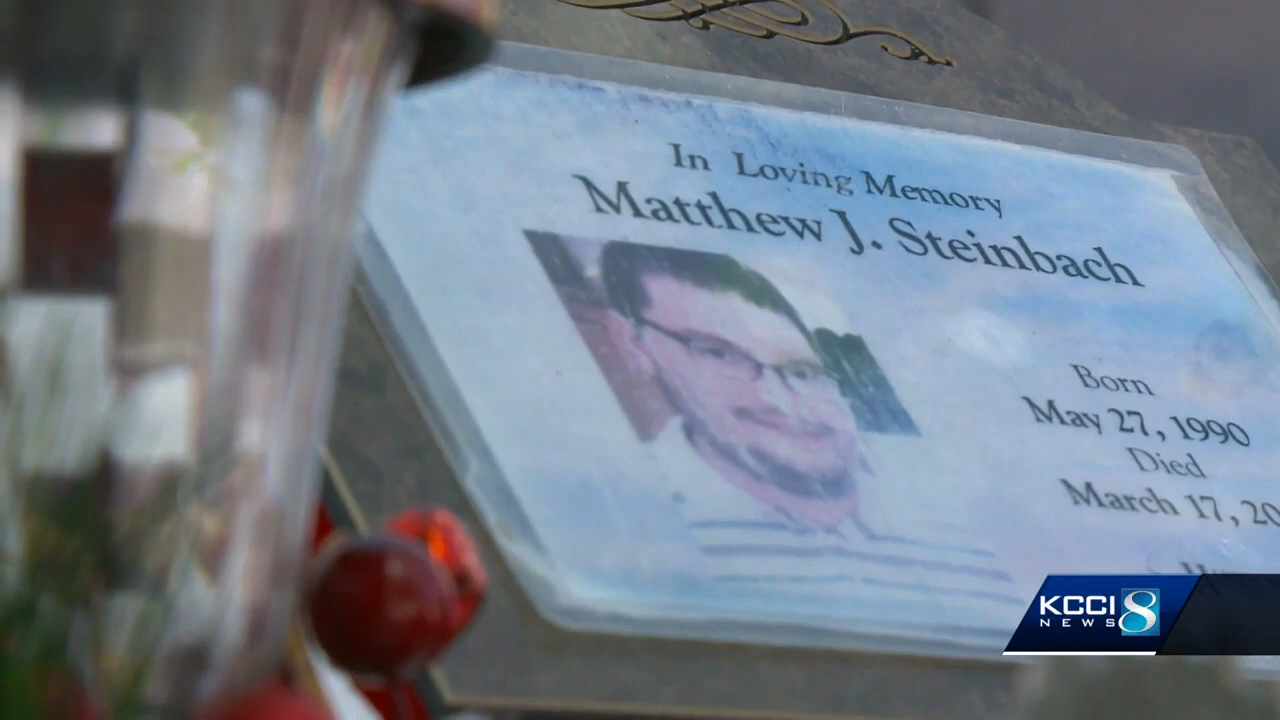 In Loving Memory
Matthew J. Steinbach
Born
May 27, 1990
Died
March 17, 20
KCCI 8
NEWS